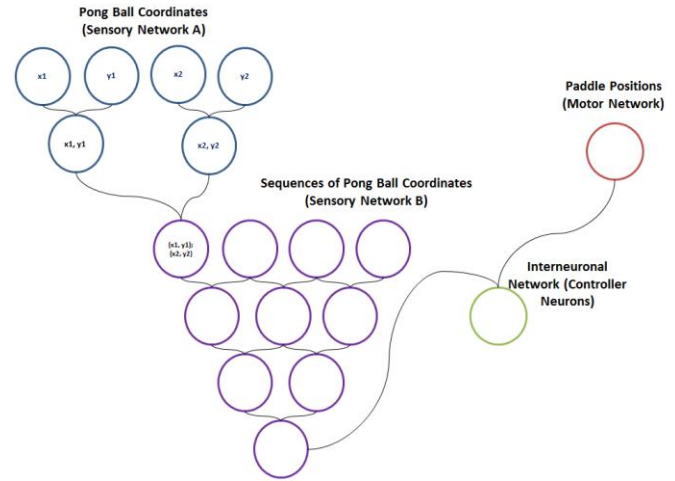 Pong Ball Coordinates
(Sensory Network A)
x1
y1
x2
y2
x1, y1
x2, y2
Paddle Positions
(Motor Network)
Sequences of Pong Ball Coordinates
(Sensory Network B)
(x1, y1);
(x2, y2)
Interneuronal
Network (Controller
Neurons)